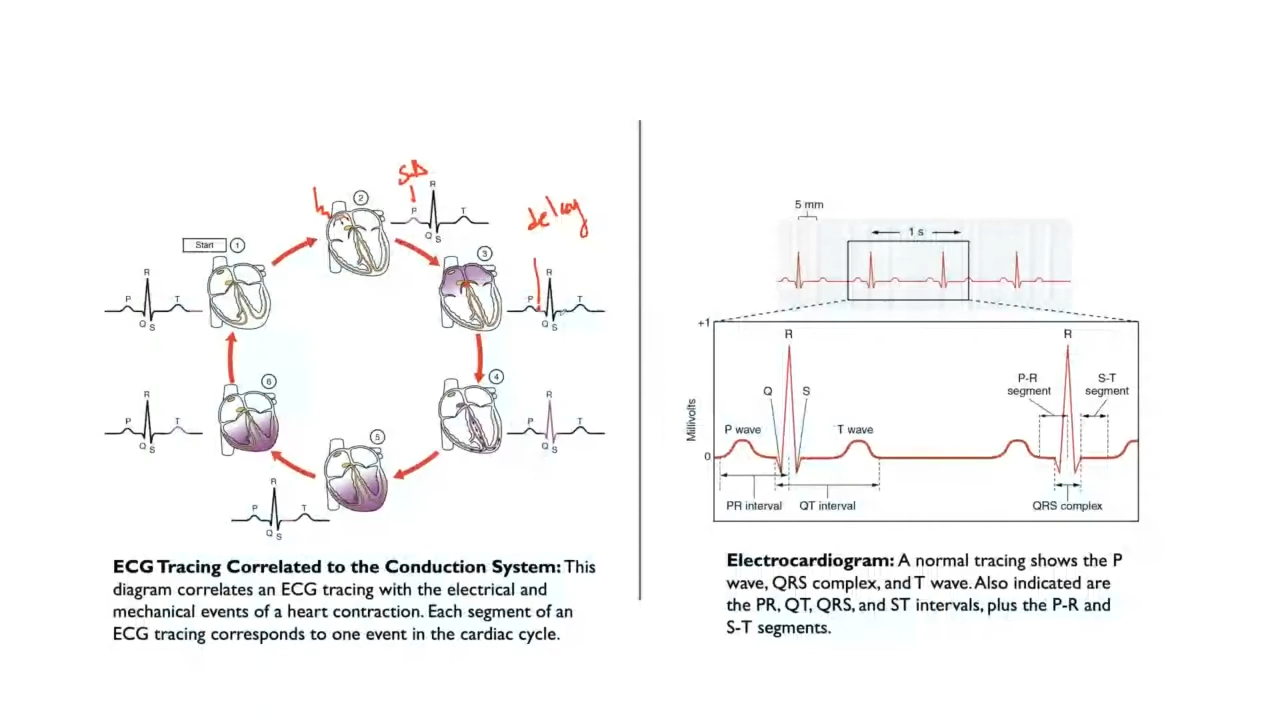 SA
delay
Start
1
P
R
Q
S
T
2
P
R
Q
S
T
3
P
R
Q
S
T
4
P
R
Q
S
T
5
P
R
Q
S
T
6
P
R
Q
S
T
ECG Tracing Correlated to the Conduction System: This
diagram correlates an ECG tracing with the electrical and
mechanical events of a heart contraction. Each segment of an
ECG tracing corresponds to one event in the cardiac cycle.
5 mm
1 s
+1
Millivolts
0
R
Q
S
P wave
T wave
PR interval
QT interval
R
P-R
segment
S-T
segment
QRS complex
Electrocardiogram: A normal tracing shows the P
wave, QRS complex, and T wave. Also indicated are
the PR, QT, QRS, and ST intervals, plus the P-R and
S-T segments.